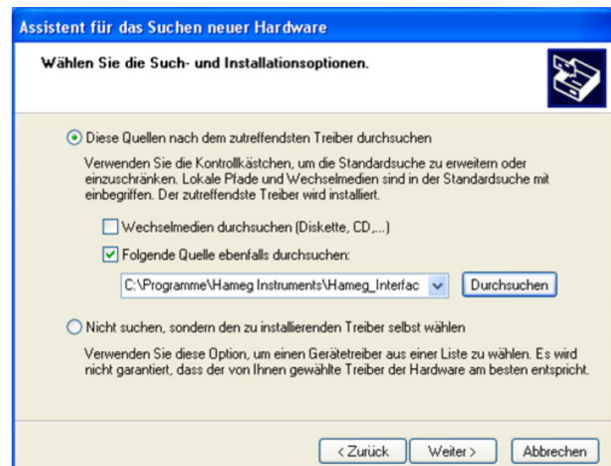 Assistent für das Suchen neuer Hardware
Wählen Sie die Such- und Installationsoptionen.
Diese Quellen nach dem zutreffendsten Treiber durchsuchen
Verwenden Sie die Kontrollkästchen, um die Standardsuche zu erweitern oder
einzuschränken. Lokale Pfade und Wechselmedien sind in der Standardsuche mit
einbegriffen. Der zutreffendste Treiber wird installiert.
Wechselmedien durchsuchen (Diskette, CD,...)
Folgende Quelle ebenfalls durchsuchen:
C:\Programme\Hameg Instruments\Hameg_Interfac Durchsuchen
Nicht suchen, sondern den zu installierenden Treiber selbst wählen
Verwenden Sie diese Option, um einen Gerätetreiber aus einer Liste zu wählen. Es wird
nicht garantiert, dass der von Ihnen gewählte Treiber der Hardware am besten entspricht.
< Zurück Weiter > Abbrechen